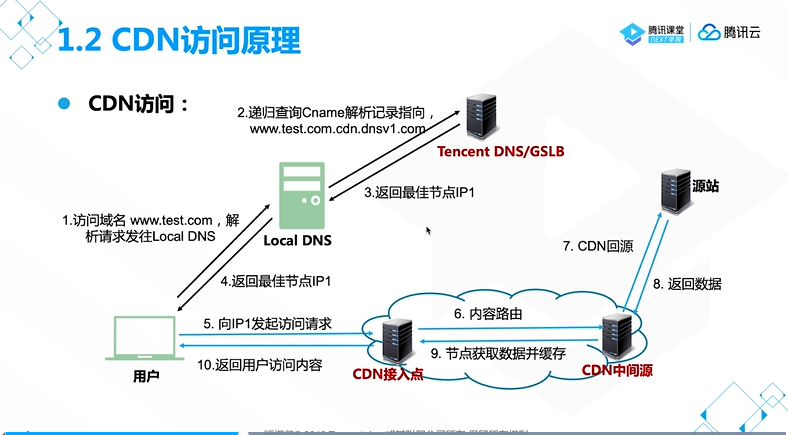 1.2 CDN访问原理
腾讯课堂
NEXT学院
腾讯云
CDN访问：
2.递归查询Cname解析记录指向，
www.test.com.cdn.dnsv1.com
Tencent DNS/GSLB
3.返回最佳节点IP1
源站
1.访问域名 www.test.com，解
析请求发往Local DNS
Local DNS
7. CDN回源
4.返回最佳节点IP1
8. 返回数据
6. 内容路由
5. 向IP1发起访问请求
9. 节点获取数据并缓存
10.返回用户访问内容
用户
CDN接入点
CDN中间源